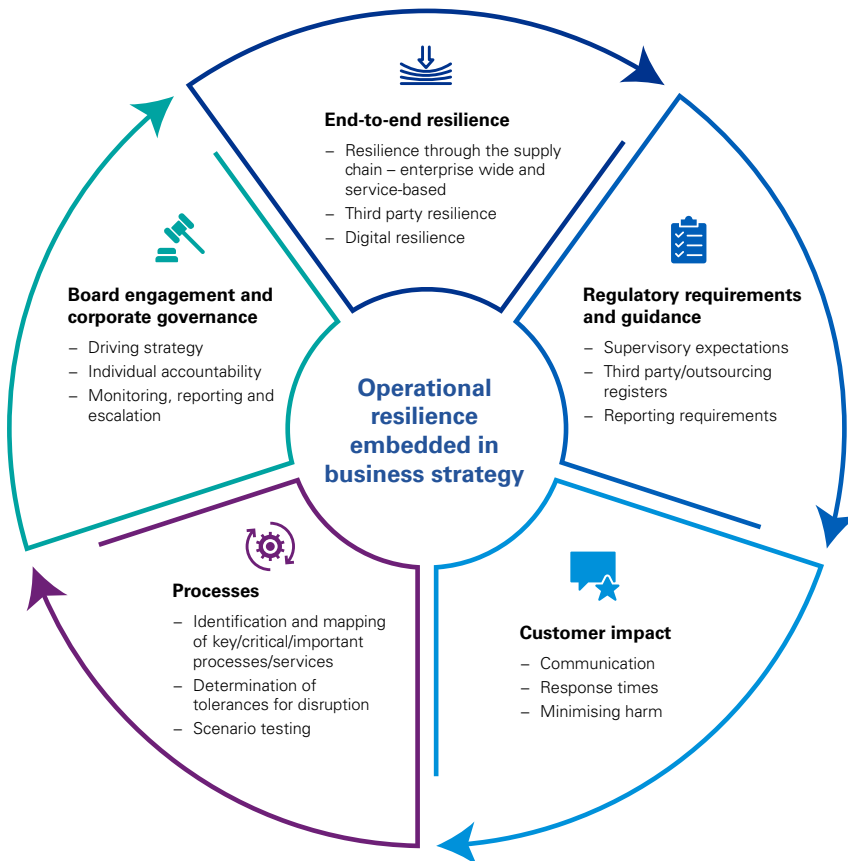 End-to-end resilience
– Resilience through the supply
chain – enterprise wide and
service-based
– Third party resilience
– Digital resilience
Regulatory requirements
and guidance
– Supervisory expectations
– Third party/outsourcing
registers
– Reporting requirements
Customer impact
– Communication
– Response times
– Minimising harm
Processes
– Identification and mapping
of key/critical/important
processes/services
– Determination of
tolerances for disruption
– Scenario testing
Board engagement and
corporate governance
– Driving strategy
– Individual accountability
– Monitoring, reporting and
escalation
Operational
resilience
embedded in
business strategy